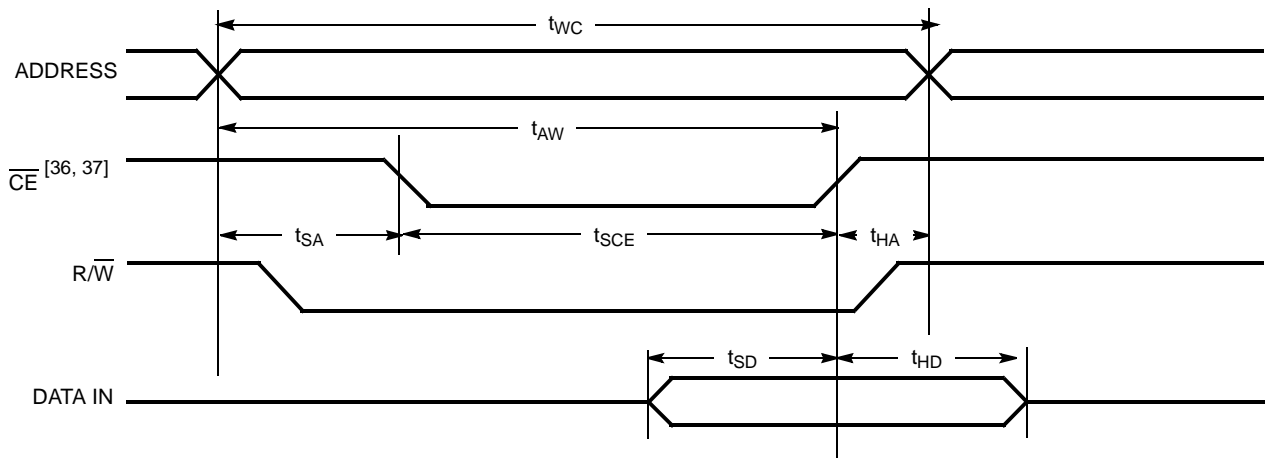 tWC
ADDRESS
tAW
CE [36, 37]
tSA
tSCE
tHA
R/W
tSD
tHD
DATA IN